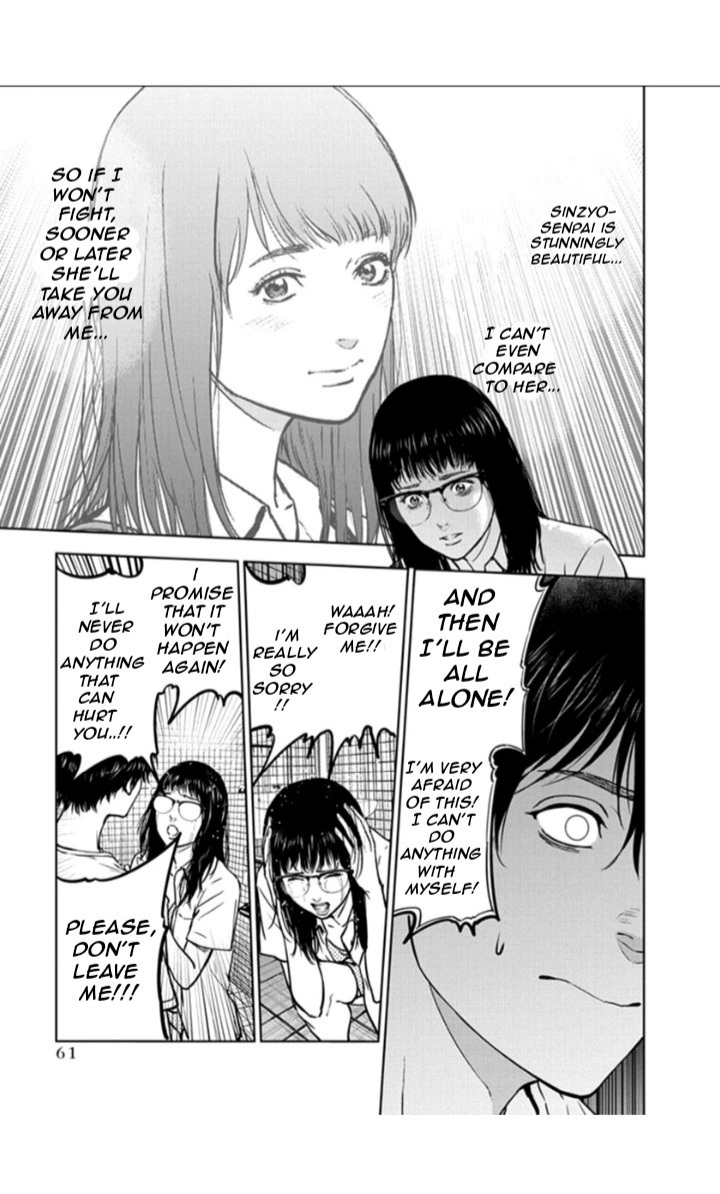 SINZYO-
SENPAI IS
STUNNINGLY
BEAUTIFUL...
I CAN'T
EVEN
COMPARE
TO HER...
SO IF I
WON'T
FIGHT,
SOONER
OR LATER
SHE'LL
TAKE YOU
AWAY FROM
ME...
AND
THEN
I'LL BE
ALL
ALONE!
I'M VERY
AFRAID
OF THIS!
I CAN'T
DO
ANYTHING
WITH
MYSELF!
WAAAH!
FORGIVE
ME!!
I'M
REALLY
SO
SORRY
!!
I
PROMISE
THAT IT
WON'T
HAPPEN
AGAIN!
I'LL
NEVER
DO
ANYTHING
THAT
CAN
HURT
YOU..!!
PLEASE,
DON'T
LEAVE
ME!!!
61